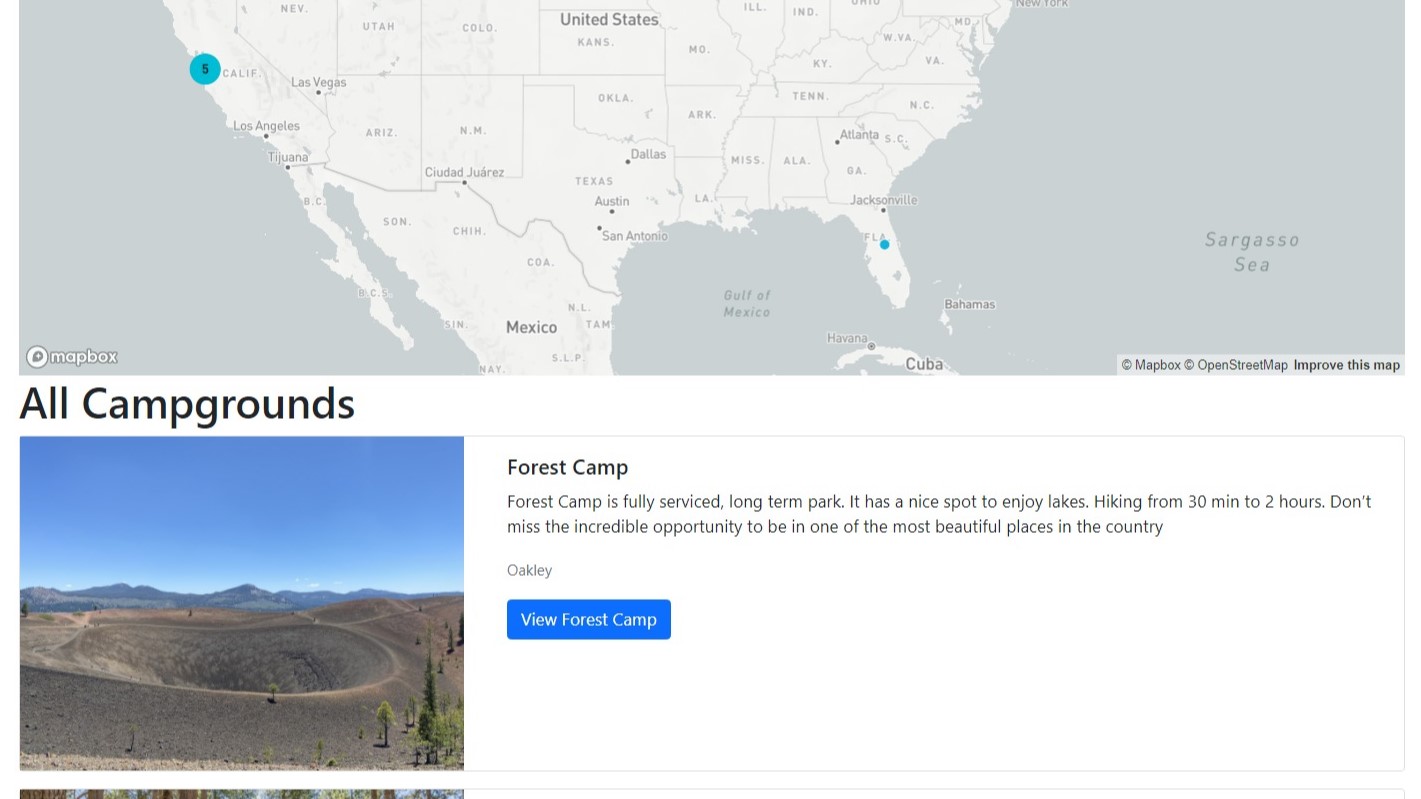 NEV.
UTAH
COLO.
United States
KANS.
MO.
ILL.
IND.
OHIO
W.VA.
MD.
New York
5
CALIF.
Las Vegas
KY.
VA.
Los Angeles
ARIZ.
N.M.
OKLA.
ARK.
TENN.
N.C.
Tijuana
Ciudad Juárez
Dallas
MISS.
ALA.
Atlanta
S.C.
GA.
TEXAS
B.C.
Austin
LA.
Jacksonville
SON.
CHIH.
San Antonio
FLA.
Sargasso
Sea
COA.
B.C.S.
Gulf of
Mexico
Bahamas
N.L.
SIN.
Mexico
TAM.
Havana
S.L.P.
NAY.
Cuba
mapbox
© Mapbox © OpenStreetMap Improve this map
All Campgrounds
Forest Camp
Forest Camp is fully serviced, long term park. It has a nice spot to enjoy lakes. Hiking from 30 min to 2 hours. Don’t
miss the incredible opportunity to be in one of the most beautiful places in the country
Oakley
View Forest Camp